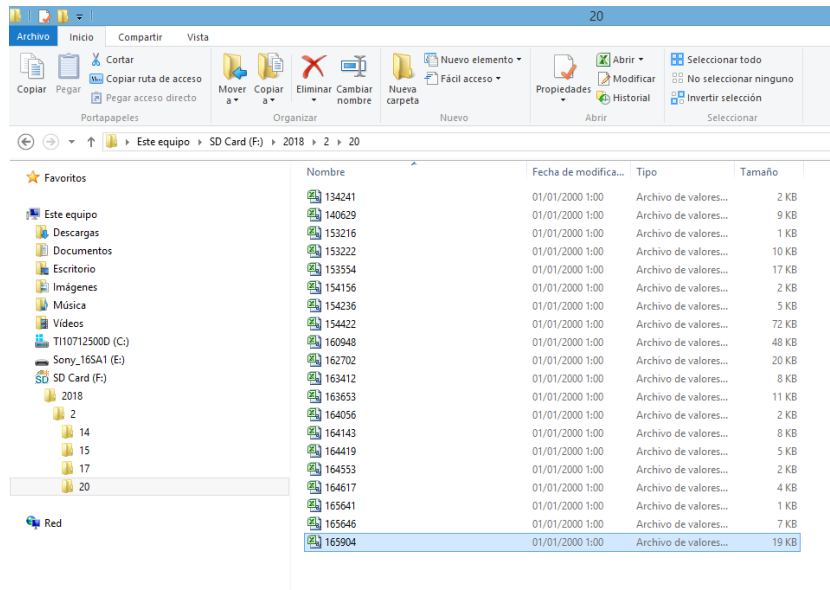 20
Archivo Inicio Compartir Vista
Copiar
Pegar
Cortar
Copiar ruta de acceso
Pegar acceso directo
Portapapeles
Mover a
Copiar a
Eliminar
Cambiar nombre
Organizar
Nueva carpeta
Nuevo elemento
Fácil acceso
Nuevo
Propiedades
Abrir
Modificar
Historial
Abrir
Seleccionar todo
No seleccionar ninguno
Invertir selección
Seleccionar
Este equipo SD Card (F:) 2018 2 20
Favoritos
Este equipo
Descargas
Documentos
Escritorio
Imágenes
Música
Vídeos
TI10712500D (C:)
Sony_16SA1 (E:)
SD Card (F:)
2018
2
14
15
17
20
Red
Nombre Fecha de modifica... Tipo Tamaño
134241 01/01/2000 1:00 Archivo de valores... 2 KB
140629 01/01/2000 1:00 Archivo de valores... 9 KB
153216 01/01/2000 1:00 Archivo de valores... 1 KB
153222 01/01/2000 1:00 Archivo de valores... 10 KB
153554 01/01/2000 1:00 Archivo de valores... 17 KB
154156 01/01/2000 1:00 Archivo de valores... 2 KB
154236 01/01/2000 1:00 Archivo de valores... 5 KB
154422 01/01/2000 1:00 Archivo de valores... 72 KB
160948 01/01/2000 1:00 Archivo de valores... 48 KB
162702 01/01/2000 1:00 Archivo de valores... 20 KB
163412 01/01/2000 1:00 Archivo de valores... 8 KB
163653 01/01/2000 1:00 Archivo de valores... 11 KB
164056 01/01/2000 1:00 Archivo de valores... 2 KB
164143 01/01/2000 1:00 Archivo de valores... 8 KB
164419 01/01/2000 1:00 Archivo de valores... 5 KB
164553 01/01/2000 1:00 Archivo de valores... 2 KB
164617 01/01/2000 1:00 Archivo de valores... 4 KB
165641 01/01/2000 1:00 Archivo de valores... 1 KB
165646 01/01/2000 1:00 Archivo de valores... 7 KB
165904 01/01/2000 1:00 Archivo de valores... 19 KB